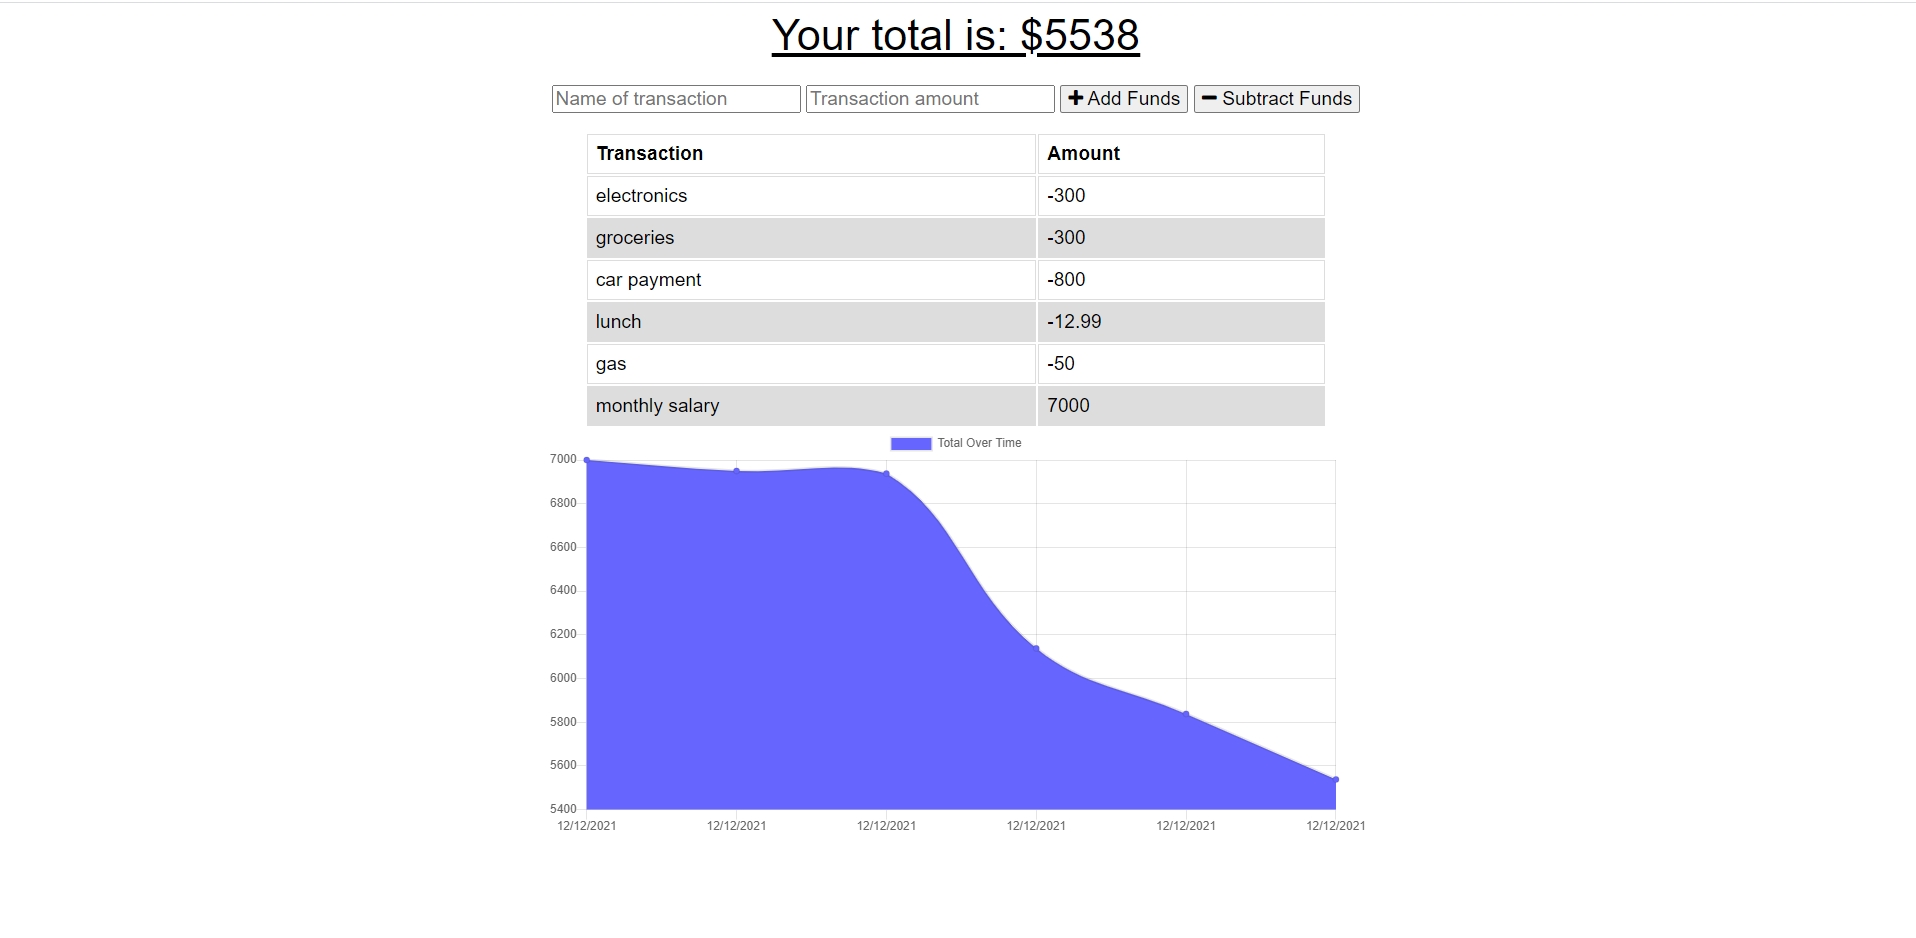 Your total is: $5538
Name of transaction Transaction amount Add Funds Subtract Funds
Transaction Amount
electronics -300
groceries -300
car payment -800
lunch -12.99
gas -50
monthly salary 7000
Total Over Time
7000
6800
6600
6400
6200
6000
5800
5600
5400
12/12/2021 12/12/2021 12/12/2021 12/12/2021 12/12/2021 12/12/2021